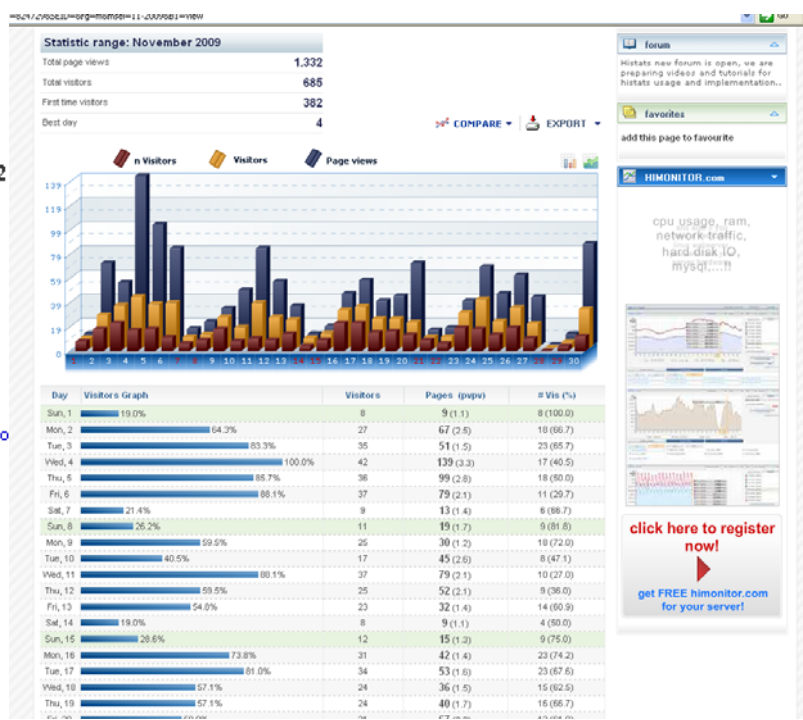 Statistic range: November 2009
Total page views 1.332
Total visitors 685
First time visitors 382
Best day 4
COMPARE EXPORT
n Visitors Visitors Page views
139
119
99
79
59
39
19
0
1 2 3 4 5 6 7 8 9 10 11 12 13 14 15 16 17 18 19 20 21 22 23 24 25 26 27 28 29 30
Day Visitors Graph Visitors Pages (pvpv) # Vis (%)
Sun, 1 19.0% 8 9 (1.1) 8 (100.0)
Mon, 2 64.3% 27 67 (2.5) 18 (66.7)
Tue, 3 83.3% 35 51 (1.5) 23 (65.7)
Wed, 4 100.0% 42 139 (3.3) 17 (40.5)
Thu, 5 85.7% 36 99 (2.8) 18 (50.0)
Fri, 6 88.1% 37 79 (2.1) 11 (29.7)
Sat, 7 21.4% 9 13 (1.4) 6 (66.7)
Sun, 8 26.2% 11 19 (1.7) 9 (81.8)
Mon, 9 59.5% 25 30 (1.2) 18 (72.0)
Tue, 10 40.5% 17 45 (2.6) 8 (47.1)
Wed, 11 88.1% 37 79 (2.1) 10 (27.0)
Thu, 12 59.5% 25 52 (2.1) 9 (36.0)
Fri, 13 54.8% 23 32 (1.4) 14 (60.9)
Sat, 14 19.0% 8 9 (1.1) 4 (50.0)
Sun, 15 28.6% 12 15 (1.2) 9 (75.0)
Mon, 16 73.8% 31 42 (1.4) 23 (74.2)
Tue, 17 81.0% 34 53 (1.6) 23 (67.6)
Wed, 18 57.1% 24 36 (1.5) 15 (62.5)
Thu, 19 57.1% 24 40 (1.7) 16 (66.7)
forum
Histats new forum is open, we are
preparing videos and tutorials for
histats usage and implementation..
favorites
add this page to favourite
HIMONITOR.com
cpu usage, ram,
network traffic,
hard disk IO,
mysql,...!!
click here to register
now!
get FREE himonitor.com
for your server!